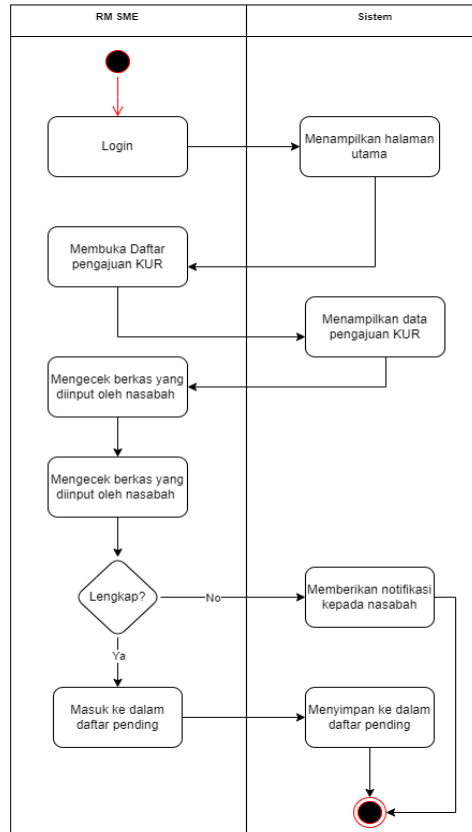 RM SME
Sistem
Login
Menampilkan halaman
utama
Membuka Daftar
pengajuan KUR
Menampilkan data
pengajuan KUR
Mengecek berkas yang
diinput oleh nasabah
Mengecek berkas yang
diinput oleh nasabah
Lengkap?
No
Memberikan notifikasi
kepada nasabah
Ya
Masuk ke dalam
daftar pending
Menyimpan ke dalam
daftar pending